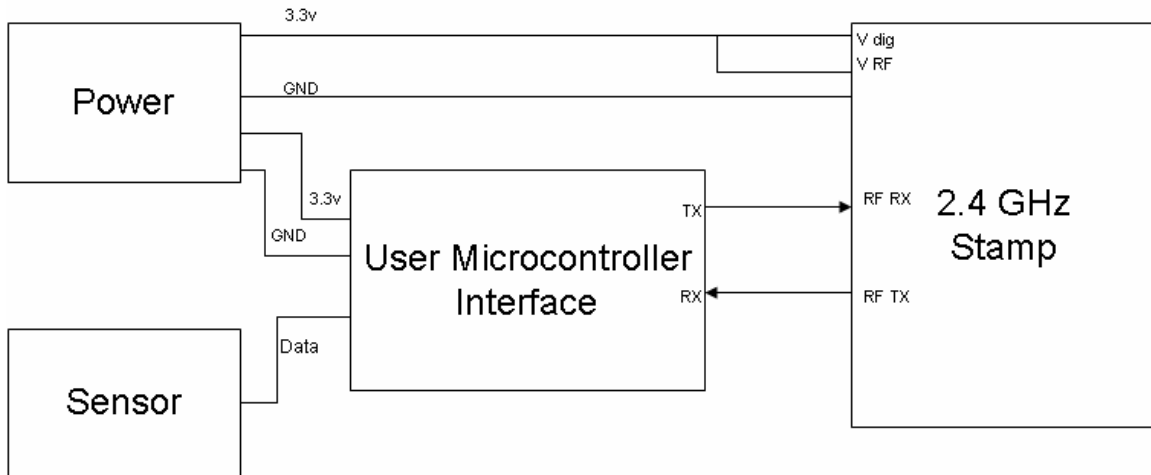 3.3v
V dig
V RF
Power
GND
3.3v
GND
TX
RF RX
2.4 GHz
Stamp
User Microcontroller
Interface
RX
RF TX
Data
Sensor